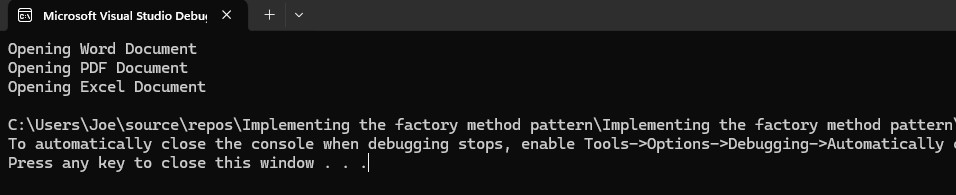 Microsoft Visual Studio Debug
Opening Word Document
Opening PDF Document
Opening Excel Document
C:\Users\Joe\source\repos\Implementing the factory method pattern\Implementing the factory method pattern\
To automatically close the console when debugging stops, enable Tools->Options->Debugging->Automatically
Press any key to close this window . . .